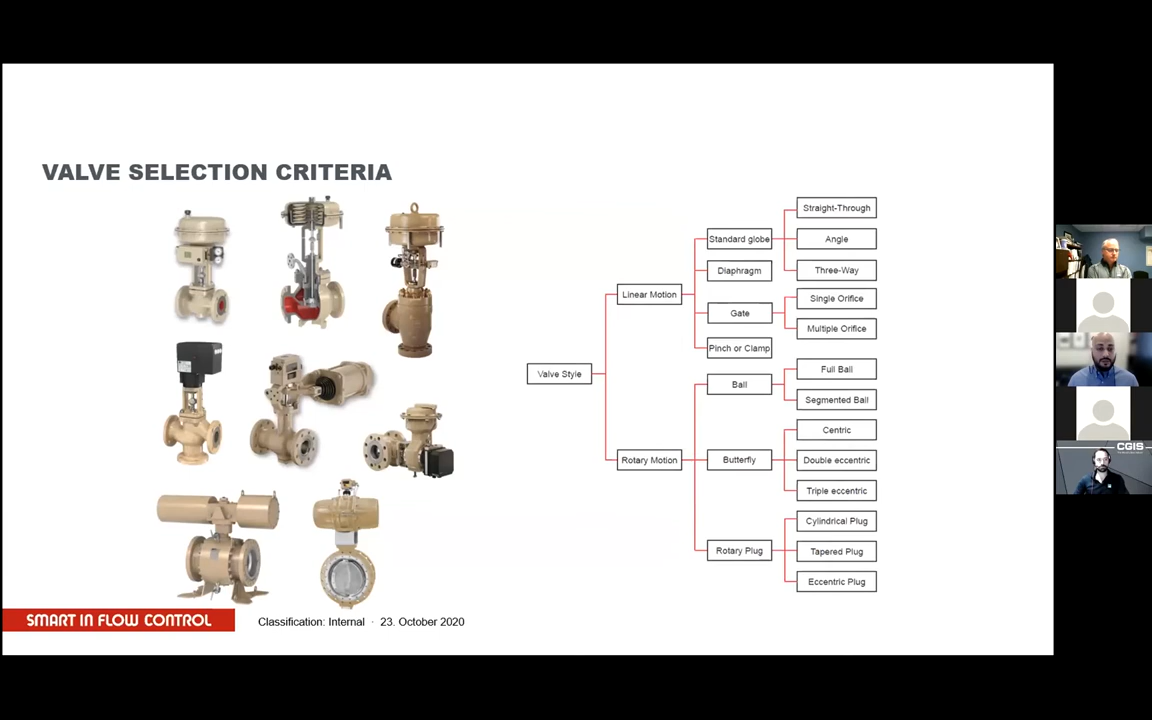 VALVE SELECTION CRITERIA
Valve Style
Linear Motion
Standard globe
Straight-Through
Angle
Three-Way
Diaphragm
Gate
Single Orifice
Multiple Orifice
Pinch or Clamp
Rotary Motion
Ball
Full Ball
Segmented Ball
Butterfly
Centric
Double eccentric
Triple eccentric
Rotary Plug
Cylindrical Plug
Tapered Plug
Eccentric Plug
SMART IN FLOW CONTROL
Classification: Internal · 23. October 2020
CGIS